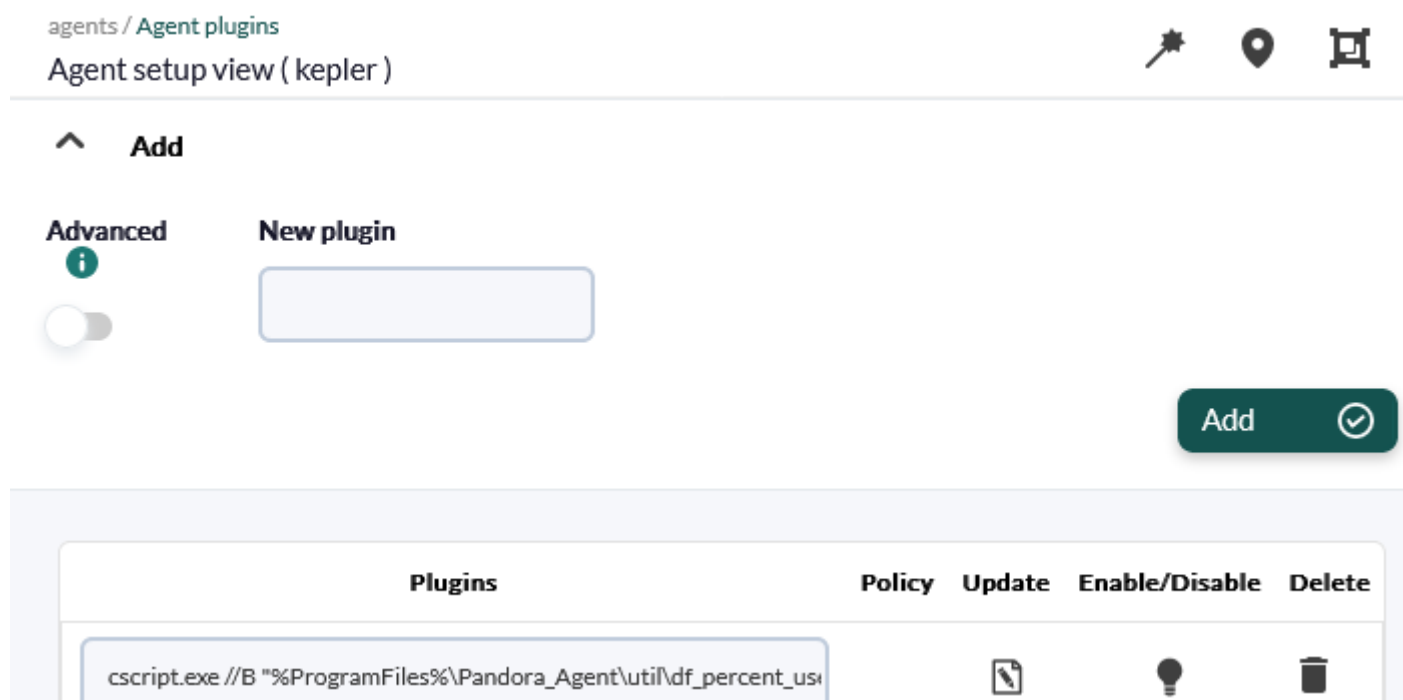 agents / Agent plugins
Agent setup view ( kepler )
Add
Advanced New plugin
Add
Plugins Policy Update Enable/Disable Delete
cscript.exe //B "%ProgramFiles%\Pandora_Agent\util\df_percent_us